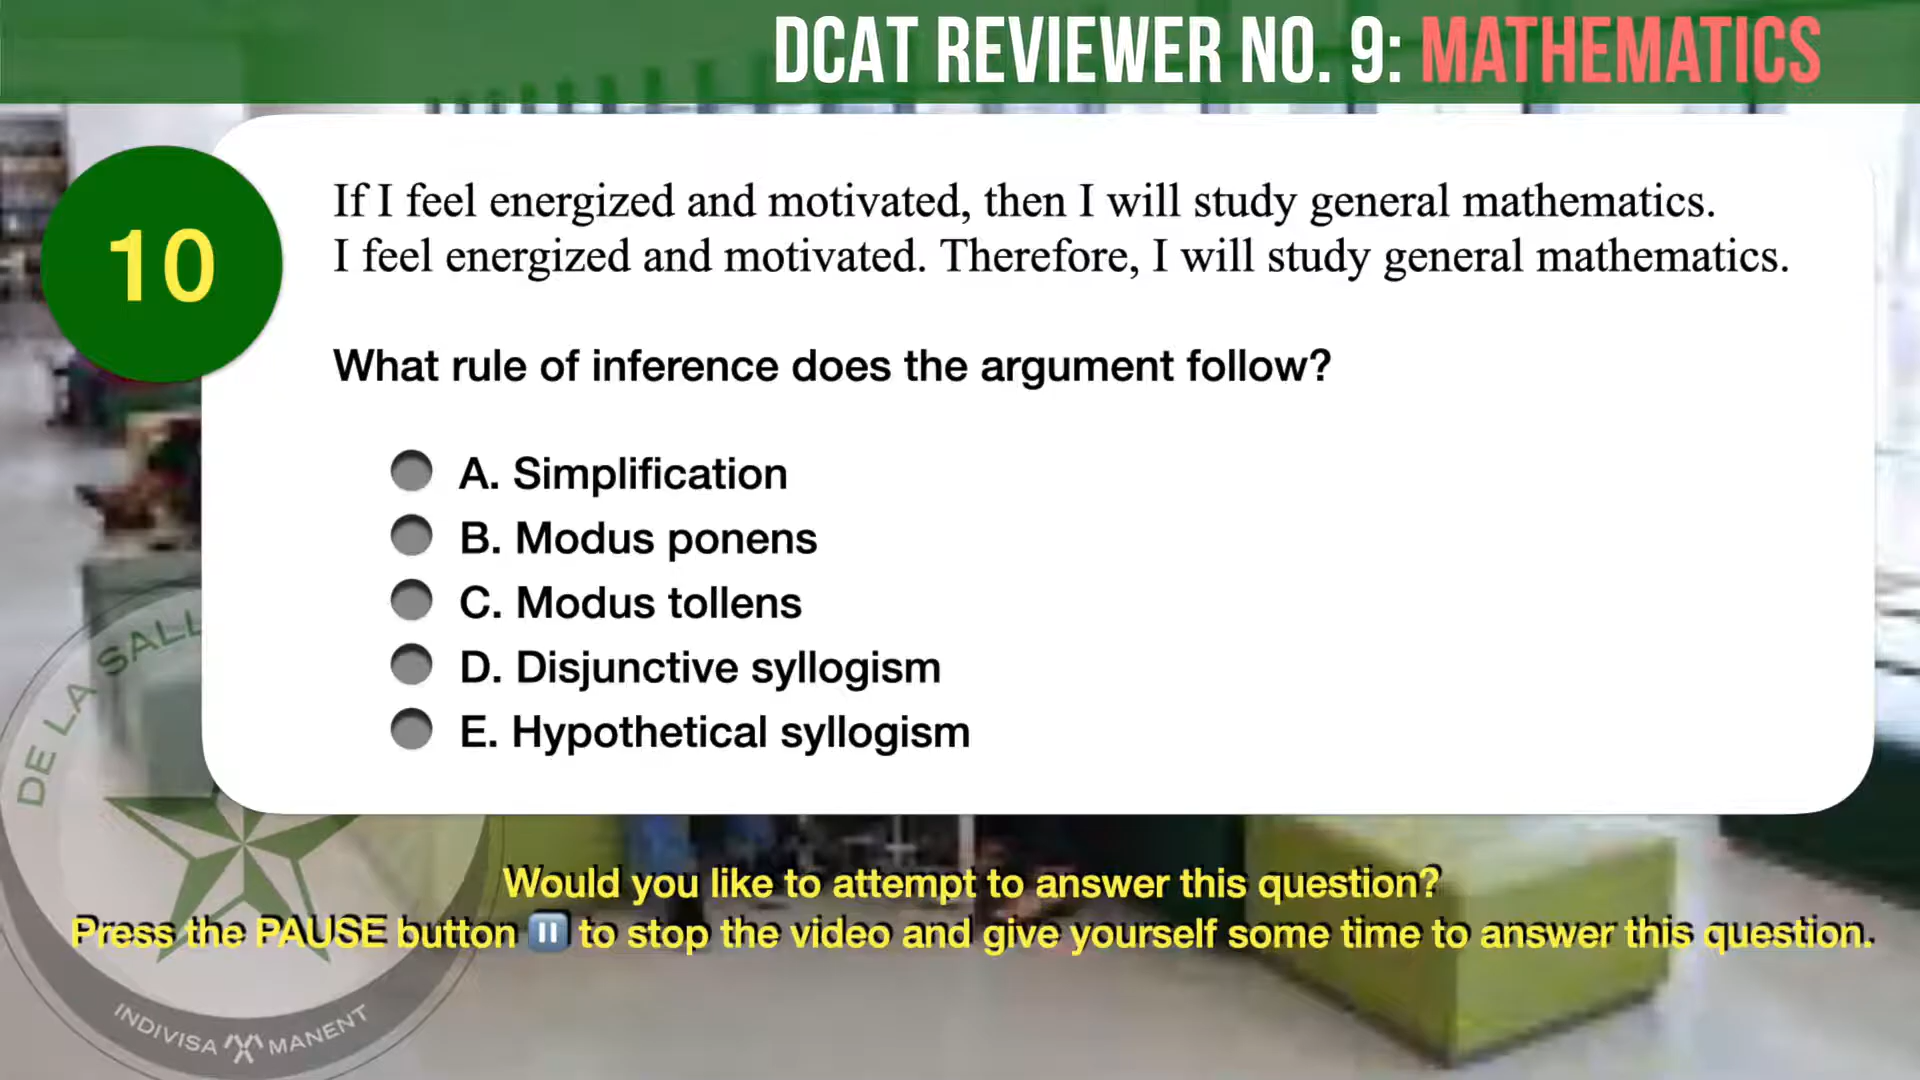 DCAT REVIEWER NO. 9: MATHEMATICS
10
If I feel energized and motivated, then I will study general mathematics.
I feel energized and motivated. Therefore, I will study general mathematics.
What rule of inference does the argument follow?
A. Simplification
B. Modus ponens
C. Modus tollens
D. Disjunctive syllogism
E. Hypothetical syllogism
DE LA SALL
Would you like to attempt to answer this question?
Press the PAUSE button ⏸ to stop the video and give yourself some time to answer this question.
INDIVISA MANENT